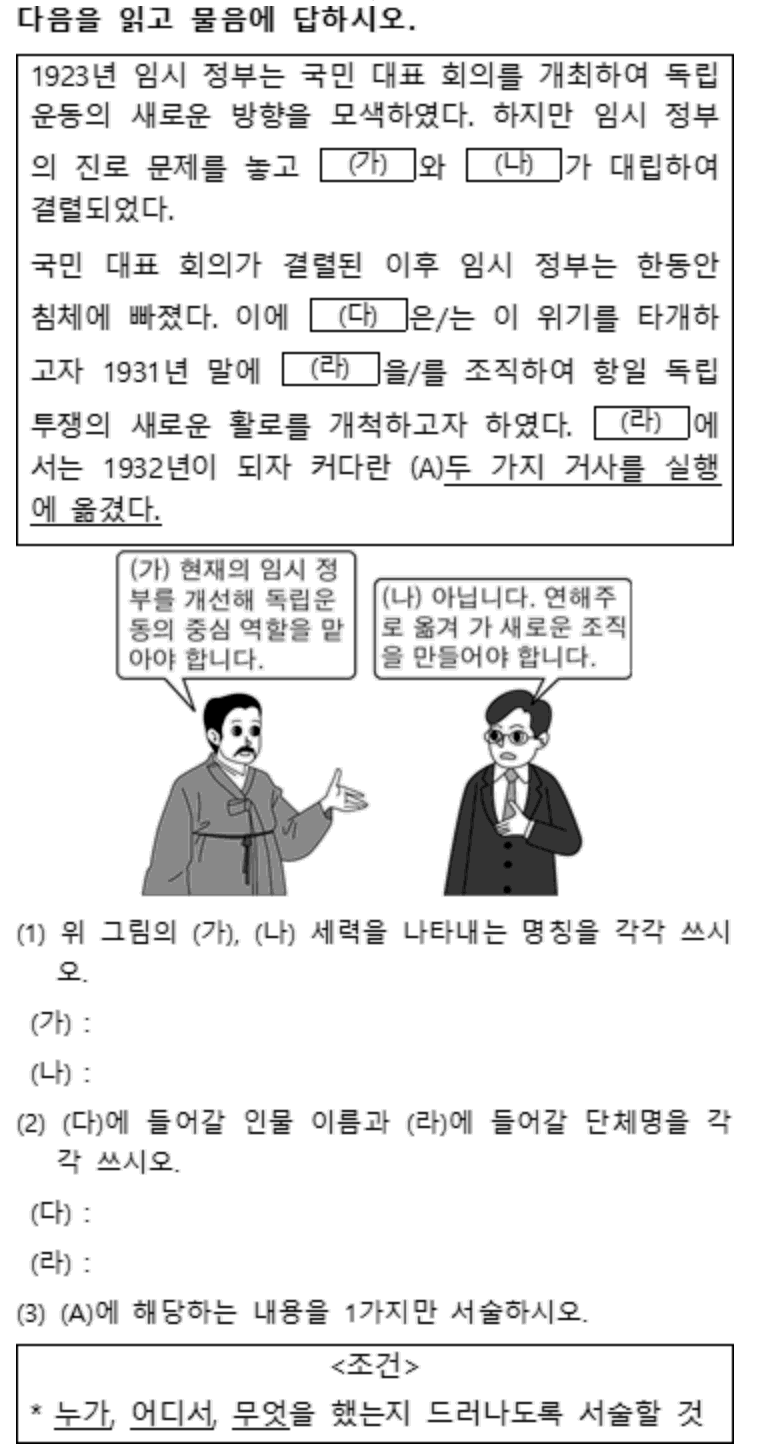 다음을 읽고 물음에 답하시오.
1923년 임시 정부는 국민 대표 회의를 개최하여 독립
운동의 새로운 방향을 모색하였다. 하지만 임시 정부
의 진로 문제를 놓고 (가) 와 (나) 가 대립하여
결렬되었다.
국민 대표 회의가 결렬된 이후 임시 정부는 한동안
침체에 빠졌다. 이에 (다) 은/는 이 위기를 타개하
고자 1931년 말에 (라) 을/를 조직하여 항일 독립
투쟁의 새로운 활로를 개척하고자 하였다. (라) 에
서는 1932년이 되자 커다란 (A)두 가지 거사를 실행
에 옮겼다.
(가) 현재의 임시 정
부를 개선해 독립운
동의 중심 역할을 맡
아야 합니다.
(나) 아닙니다. 연해주
로 옮겨 가 새로운 조직
을 만들어야 합니다.
(1) 위 그림의 (가), (나) 세력을 나타내는 명칭을 각각 쓰시
오.
(가) :
(나) :
(2) (다)에 들어갈 인물 이름과 (라)에 들어갈 단체명을 각
각 쓰시오.
(다) :
(라) :
(3) (A)에 해당하는 내용을 1가지만 서술하시오.
<조건>
* 누가, 어디서, 무엇을 했는지 드러나도록 서술할 것